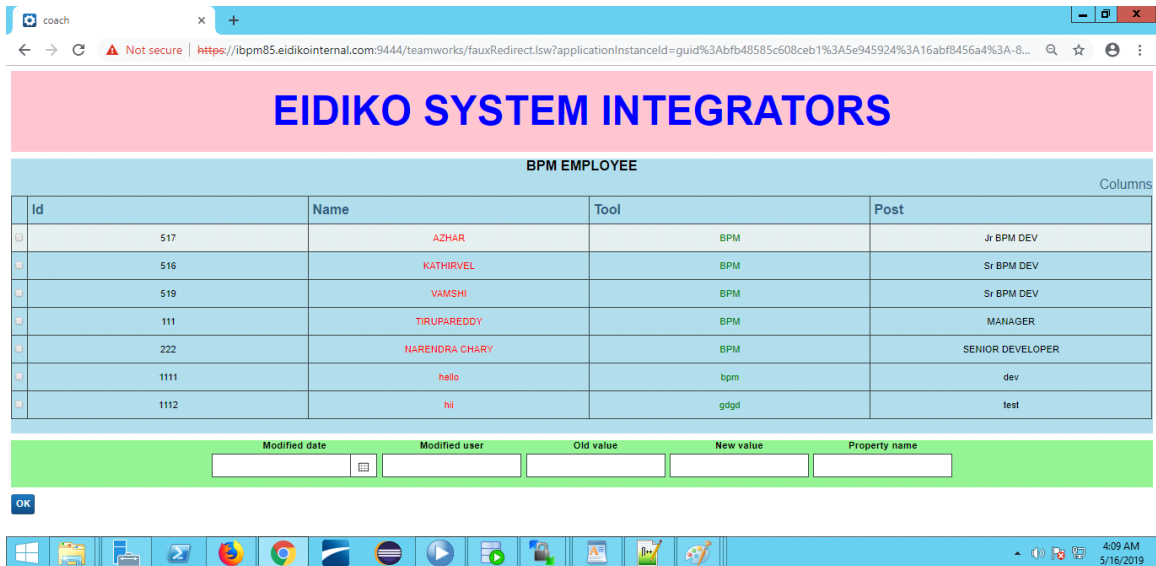 coach
Not secure | https://ibpm85.eidikointernal.com:9444/teamworks/fauxRedirect.lsw?applicationInstanceId=guid%3Abfb48585c608ceb1%3A5e945924%3A16abf8456a4%3A-8...
EIDIKO SYSTEM INTEGRATORS
BPM EMPLOYEE
Columns
Id Name Tool Post
517 AZHAR BPM Jr BPM DEV
516 KATHIRVEL BPM Sr BPM DEV
519 VAMSHI BPM Sr BPM DEV
111 TIRUPAREDDY BPM MANAGER
222 NARENDRA CHARY BPM SENIOR DEVELOPER
1111 hello bpm dev
1112 hii gdgd test
Modified date Modified user Old value New value Property name
OK
4:09 AM
5/16/2019